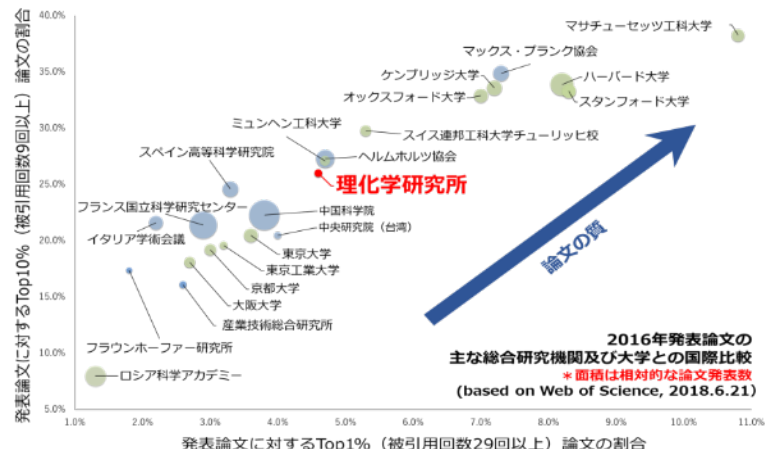 発表論文に対するTop10%（被引用回数9回以上）論文の割合
40.0%
35.0%
30.0%
25.0%
20.0%
15.0%
10.0%
5.0%
マサチューセッツ工科大学
マックス・プランク協会
ケンブリッジ大学
ハーバード大学
オックスフォード大学
スタンフォード大学
ミュンヘン工科大学
スイス連邦工科大学チューリッヒ校
スペイン高等科学研究院
ヘルムホルツ協会
理化学研究所
フランス国立科学研究センター
中国科学院
中央研究院（台湾）
イタリア学術会議
東京大学
東京工業大学
京都大学
大阪大学
産業技術総合研究所
フラウンホーファー研究所
ロシア科学アカデミー
論文の質
2016年発表論文の
主な総合研究機関及び大学との国際比較
＊面積は相対的な論文発表数
(based on Web of Science, 2018.6.21)
1.0% 2.0% 3.0% 4.0% 5.0% 6.0% 7.0% 8.0% 9.0% 10.0% 11.0%
発表論文に対するTop1%（被引用回数29回以上）論文の割合